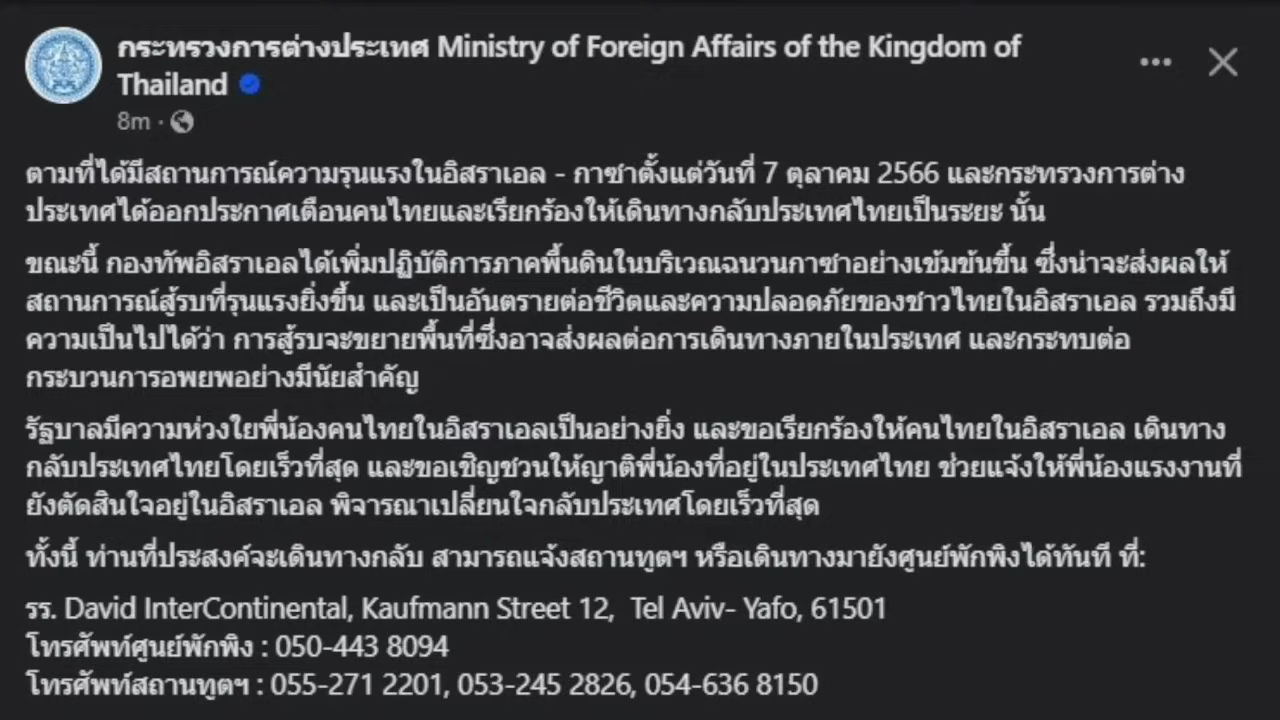 กระทรวงการต่างประเทศ Ministry of Foreign Affairs of the Kingdom of
Thailand
8m ·
ตามที่ได้มีสถานการณ์ความรุนแรงในอิสราเอล - กาซาตั้งแต่วันที่ 7 ตุลาคม 2566 และกระทรวงการต่าง
ประเทศได้ออกประกาศเตือนคนไทยและเรียกร้องให้เดินทางกลับประเทศไทยเป็นระยะ นั้น
ขณะนี้ กองทัพอิสราเอลได้เพิ่มปฏิบัติการภาคพื้นดินในบริเวณฉนวนกาซาอย่างเข้มข้นขึ้น ซึ่งน่าจะส่งผลให้
สถานการณ์สู้รบที่รุนแรงยิ่งขึ้น และเป็นอันตรายต่อชีวิตและความปลอดภัยของชาวไทยในอิสราเอล รวมถึงมี
ความเป็นไปได้ว่า การสู้รบจะขยายพื้นที่ซึ่งอาจส่งผลต่อการเดินทางภายในประเทศ และกระทบต่อ
กระบวนการอพยพอย่างมีนัยสำคัญ
รัฐบาลมีความห่วงใยพี่น้องคนไทยในอิสราเอลเป็นอย่างยิ่ง และขอเรียกร้องให้คนไทยในอิสราเอล เดินทาง
กลับประเทศไทยโดยเร็วที่สุด และขอเชิญชวนให้ญาติพี่น้องที่อยู่ในประเทศไทย ช่วยแจ้งให้พี่น้องแรงงานที่
ยังตัดสินใจอยู่ในอิสราเอล พิจารณาเปลี่ยนใจกลับประเทศโดยเร็วที่สุด
ทั้งนี้ ท่านที่ประสงค์จะเดินทางกลับ สามารถแจ้งสถานทูตฯ หรือเดินทางมายังศูนย์พักพิงได้ทันที ที่:
รร. David InterContinental, Kaufmann Street 12, Tel Aviv- Yafo, 61501
โทรศัพท์ศูนย์พักพิง : 050-443 8094
โทรศัพท์สถานทูตฯ : 055-271 2201, 053-245 2826, 054-636 8150